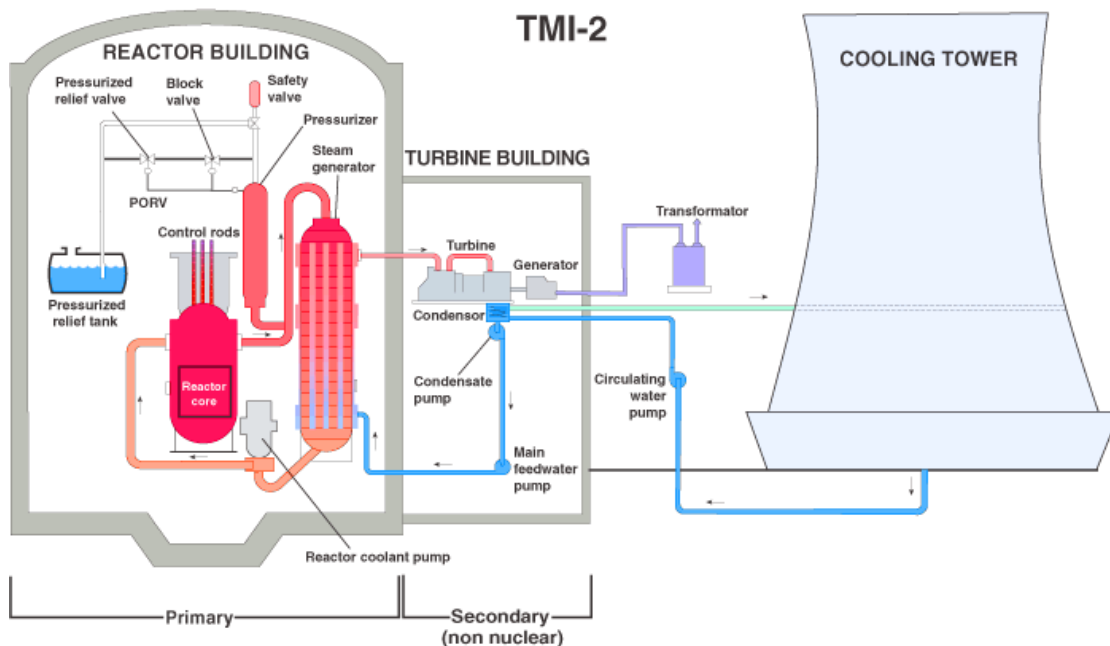 TMI-2
REACTOR BUILDING
COOLING TOWER
Pressurized
relief valve
Block
valve
Safety
valve
Pressurizer
Steam
generator
TURBINE BUILDING
PORV
Control rods
Transformator
Turbine
Generator
Pressurized
relief tank
Condensor
Reactor
core
Condensate
pump
Circulating
water
pump
Main
feedwater
pump
Reactor coolant pump
Primary
Secondary
(non nuclear)